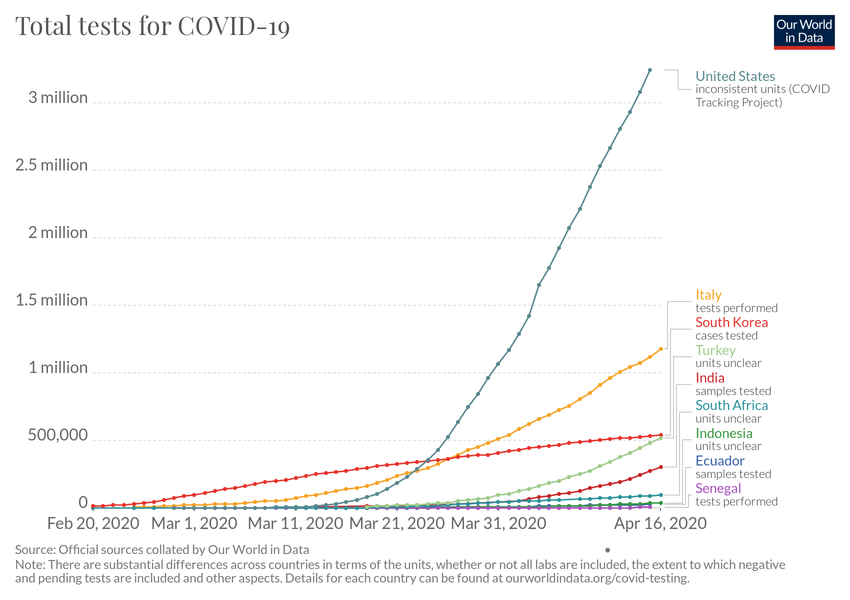 Total tests for COVID-19
Our World
in Data
3 million
2.5 million
2 million
1.5 million
1 million
500,000
0
United States
inconsistent units (COVID
Tracking Project)
Italy
tests performed
South Korea
cases tested
Turkey
units unclear
India
samples tested
South Africa
units unclear
Indonesia
units unclear
Ecuador
samples tested
Senegal
tests performed
Feb 20, 2020
Mar 1, 2020
Mar 11, 2020
Mar 21, 2020
Mar 31, 2020
Apr 16, 2020
Source: Official sources collated by Our World in Data
Note: There are substantial differences across countries in terms of the units, whether or not all labs are included, the extent to which negative
and pending tests are included and other aspects. Details for each country can be found at ourworldindata.org/covid-testing.